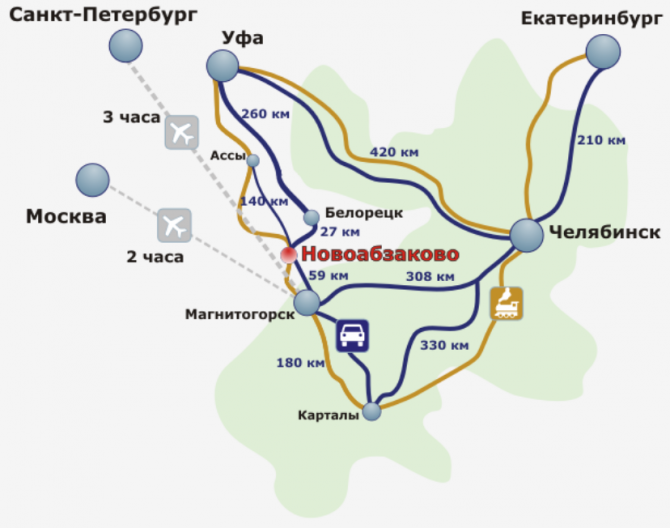 Санкт-Петербург
Екатеринбург
Уфа
3 часа
260 км
210 км
Ассы
420 км
140 км
Москва
Белорецк
27 км
Челябинск
2 часа
Новоабзаково
59 км
308 км
Магнитогорск
330 км
180 км
Карталы